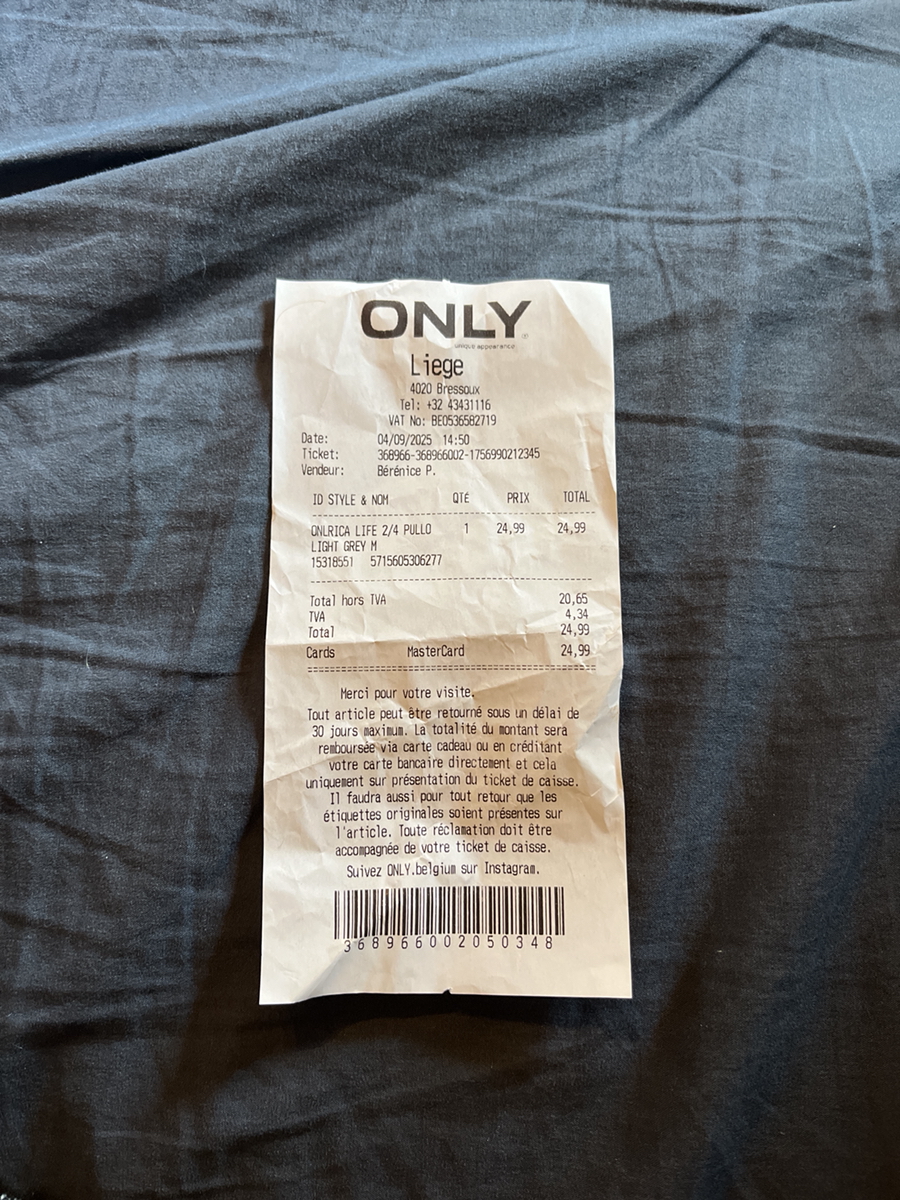 ONLY
unique appearance
Liege
4020 Bressoux
Tel: +32 43431116
VAT No: BE0536582719
Date: 04/09/2025 14:50
Ticket: 368966-368966002-1756990212345
Vendeur: Bérénice P.
ID STYLE & NOM QTÉ PRIX TOTAL
ONLRICA LIFE 2/4 PULLO 1 24,99 24,99
LIGHT GREY M
15318551 5715605306277
Total hors TVA 20,65
TVA 4,34
Total 24,99
Cards MasterCard 24,99
Merci pour votre visite.
Tout article peut être retourné sous un délai de
30 jours maximum. La totalité du montant sera
remboursée via carte cadeau ou en créditant
votre carte bancaire directement et cela
uniquement sur présentation du ticket de caisse.
Il faudra aussi pour tout retour que les
étiquettes originales soient présentes sur
l'article. Toute réclamation doit être
accompagnée de votre ticket de caisse.
Suivez ONLY.belgium sur Instagram.
368966002050348